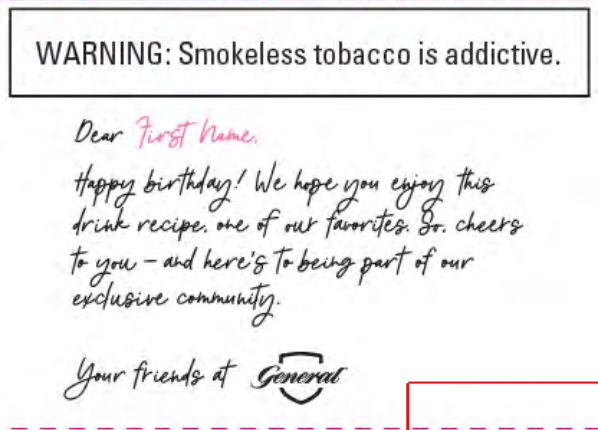 WARNING: Smokeless tobacco is addictive.
Dear First Name,
Happy birthday! We hope you enjoy this
drink recipe, one of our favorites. So, cheers
to you – and here's to being part of our
exclusive community.
Your friends at General